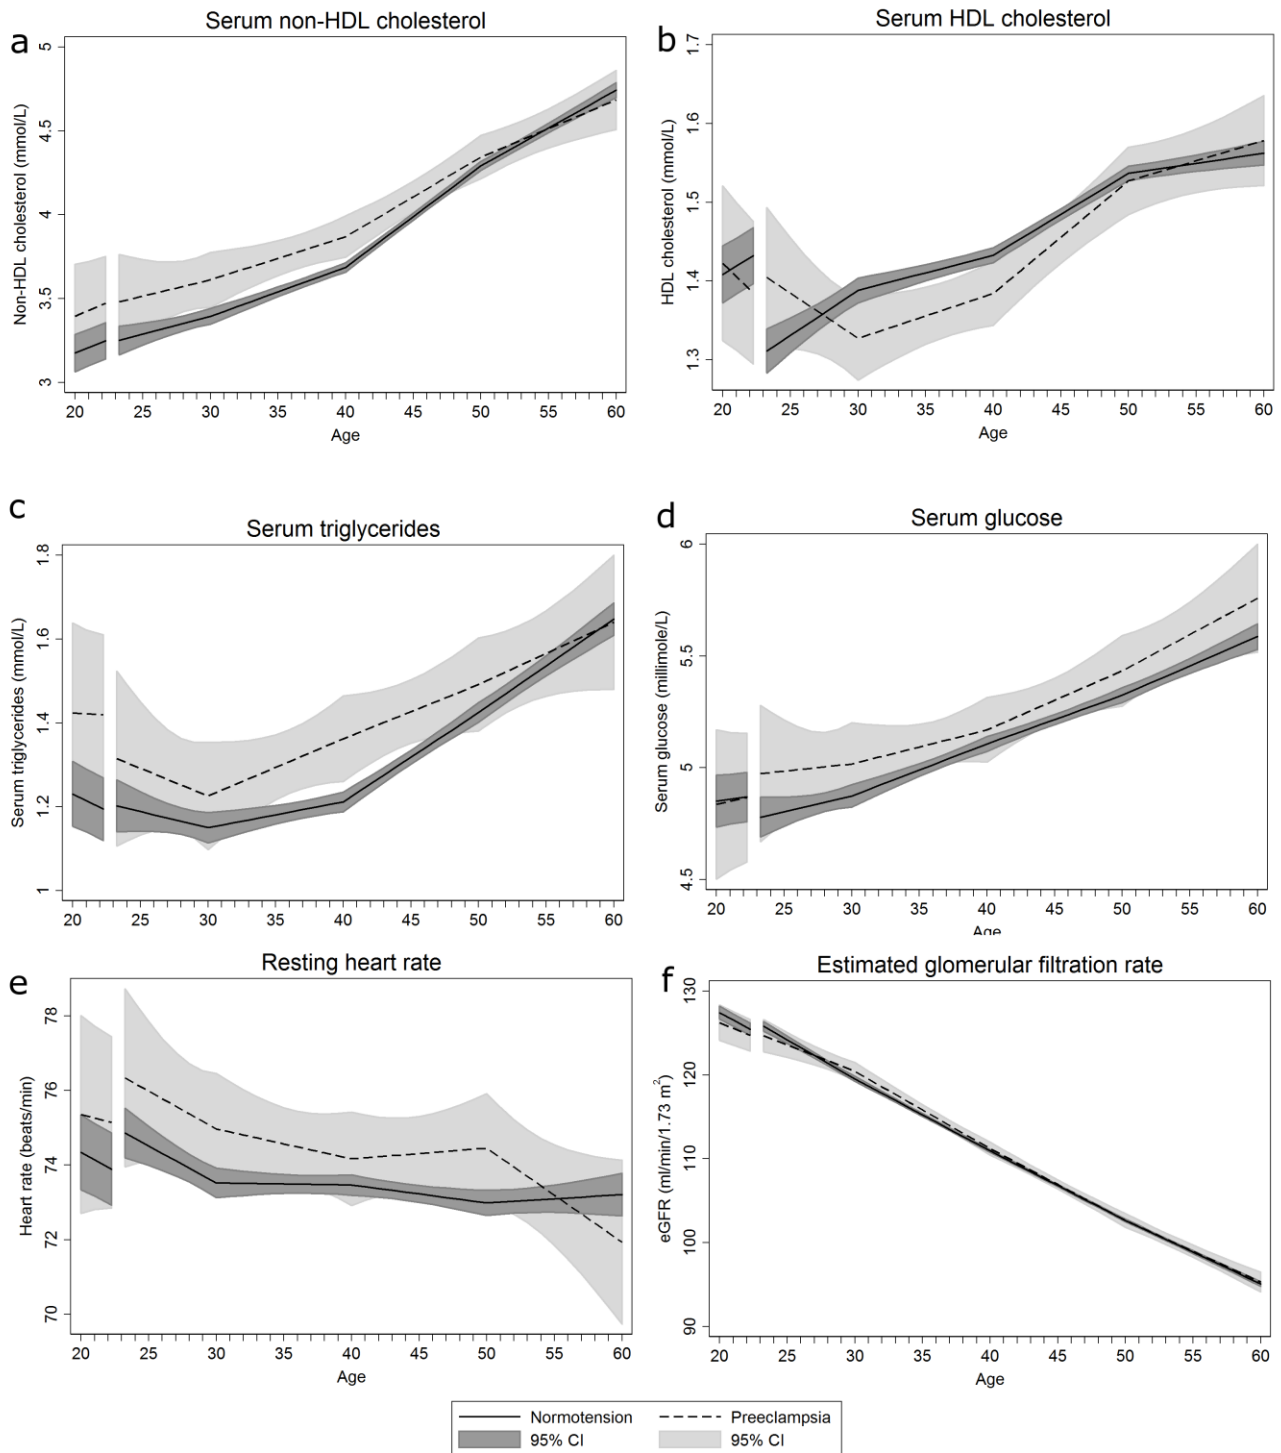 a
Serum non-HDL cholesterol
Non-HDL cholesterol (mmol/L)
5
4.5
4
3.5
3
20 25 30 35 40 45 50 55 60
Age
b
Serum HDL cholesterol
HDL cholesterol (mmol/L)
1.7
1.6
1.5
1.4
1.3
20 25 30 35 40 45 50 55 60
Age
c
Serum triglycerides
Serum triglycerides (mmol/L)
1.8
1.6
1.4
1.2
1
20 25 30 35 40 45 50 55 60
Age
d
Serum glucose
Serum glucose (millimole/L)
6
5.5
5
4.5
20 25 30 35 40 45 50 55 60
Age
e
Resting heart rate
Heart rate (beats/min)
78
76
74
72
70
20 25 30 35 40 45 50 55 60
Age
f
Estimated glomerular filtration rate
eGFR (ml/min/1.73 m²)
130
120
110
100
90
20 25 30 35 40 45 50 55 60
Age
Normotension Preeclampsia
95% CI 95% CI